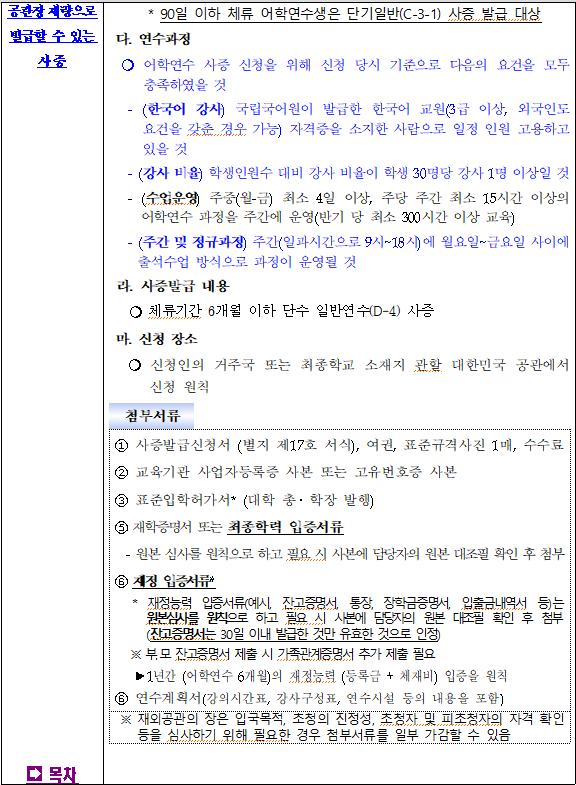 공관장 재량으로
발급할 수 있는
사증
* 90일 이하 체류 어학연수생은 단기일반(C-3-1) 사증 발급 대상
다. 연수과정
❍ 어학연수 사증 신청을 위해 신청 당시 기준으로 다음의 요건을 모두
충족하였을 것
- (한국어 강사) 국립국어원이 발급한 한국어 교원(3급 이상, 외국인도
요건을 갖춘 경우 가능) 자격증을 소지한 사람으로 일정 인원 고용하고
있을 것
- (강사 비율) 학생인원수 대비 강사 비율이 학생 30명당 강사 1명 이상일 것
- (수업운영) 주중(월-금) 최소 4일 이상, 주당 주간 최소 15시간 이상의
어학연수 과정을 주간에 운영(반기 당 최소 300시간 이상 교육)
- (주간 및 정규과정) 주간(일과시간으로 9시~18시)에 월요일~금요일 사이에
출석수업 방식으로 과정이 운영될 것
라. 사증발급 내용
❍ 체류기간 6개월 이하 단수 일반연수(D-4) 사증
마. 신청 장소
❍ 신청인의 거주국 또는 최종학교 소재지 관할 대한민국 공관에서
신청 원칙
첨부서류
① 사증발급신청서 (별지 제17호 서식), 여권, 표준규격사진 1매, 수수료
② 교육기관 사업자등록증 사본 또는 고유번호증 사본
③ 표준입학허가서* (대학 총·학장 발행)
⑤ 재학증명서 또는 최종학력 입증서류
- 원본 심사를 원칙으로 하고 필요 시 사본에 담당자의 원본 대조필 확인 후 첨부
⑥ 재정 입증서류*
* 재정능력 입증서류(예시, 잔고증명서, 통장, 장학금증명서, 입출금내역서 등)는
원본심사를 원칙으로 하고 필요 시 사본에 담당자의 원본 대조필 확인 후 첨부
(잔고증명서는 30일 이내 발급한 것만 유효한 것으로 인정)
※ 부.모 잔고증명서 제출 시 가족관계증명서 추가 제출 필요
▶1년간 (어학연수 6개월)의 재정능력 (등록금 + 체재비) 입증을 원칙
⑥ 연수계획서(강의시간표, 강사구성표, 연수시설 등의 내용을 포함)
※ 재외공관의 장은 입국목적, 초청의 진정성, 초청자 및 피초청자의 자격 확인
등을 심사하기 위해 필요한 경우 첨부서류를 일부 가감할 수 있음
목차